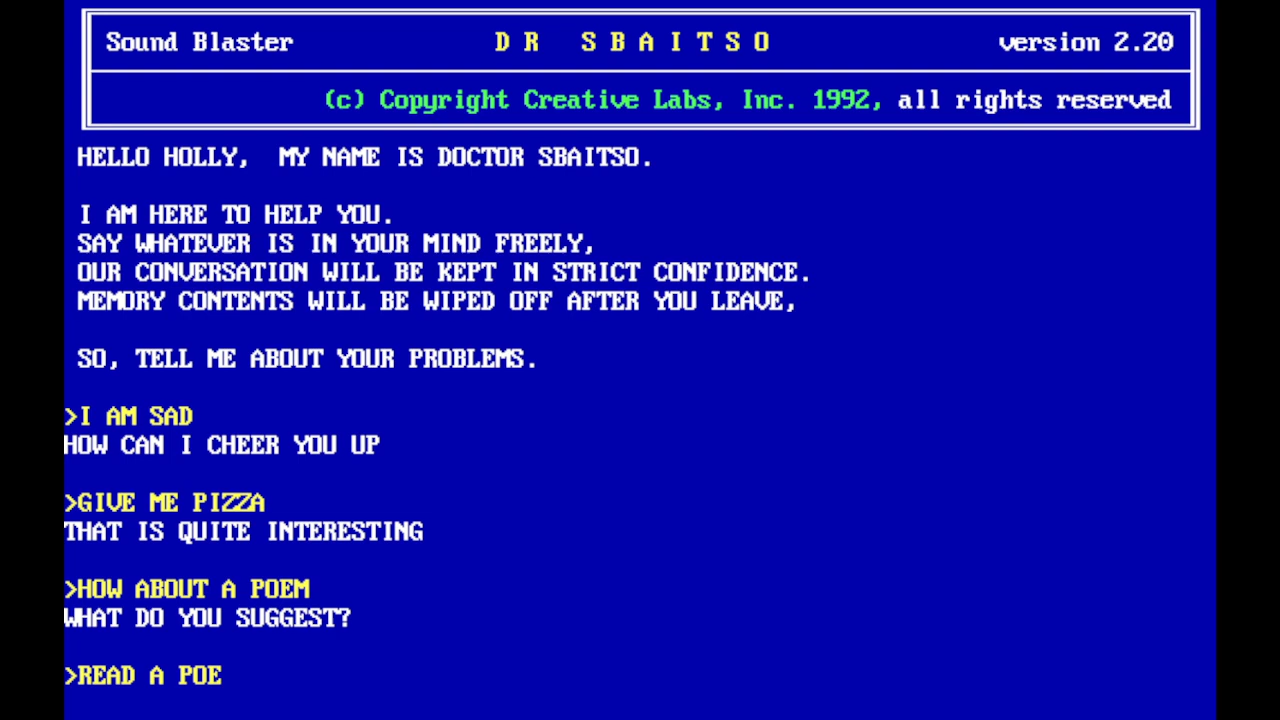 Sound Blaster D R S B A I T S O version 2.20
(c) Copyright Creative Labs, Inc. 1992, all rights reserved
HELLO HOLLY, MY NAME IS DOCTOR SBAITSO.
I AM HERE TO HELP YOU.
SAY WHATEVER IS IN YOUR MIND FREELY,
OUR CONVERSATION WILL BE KEPT IN STRICT CONFIDENCE.
MEMORY CONTENTS WILL BE WIPED OFF AFTER YOU LEAVE,
SO, TELL ME ABOUT YOUR PROBLEMS.
>I AM SAD
HOW CAN I CHEER YOU UP
>GIVE ME PIZZA
THAT IS QUITE INTERESTING
>HOW ABOUT A POEM
WHAT DO YOU SUGGEST?
>READ A POE